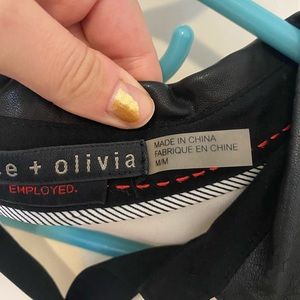 e + olivia
EMPLOYED.
MADE IN CHINA
FABRIQUE EN CHINE
M/M